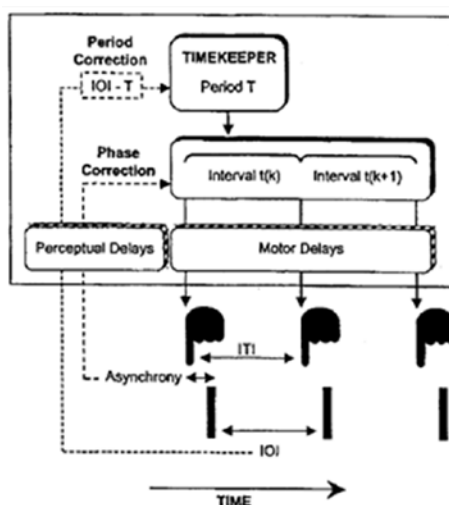 Period
Correction
IOI - T
TIMEKEEPER
Period T
Phase
Correction
Interval t(k) Interval t(k+1)
Perceptual Delays
Motor Delays
ITI
Asynchrony
IOI
TIME